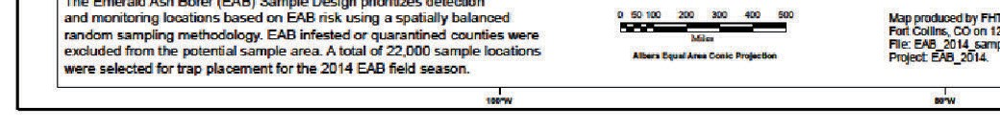 The Emerald Ash Borer (EAB) Sample Design prioritizes detection
and monitoring locations based on EAB risk using a spatially balanced
random sampling methodology. EAB infested or quarantined counties were
excluded from the potential sample area. A total of 22,000 sample locations
were selected for trap placement for the 2014 EAB field season.
0 50 100 200 300 400 500
Miles
Albers Equal Area Conic Projection
Map produced by FHT
Fort Collins, CO on 12
File: EAB_2014_samp
Project: EAB_2014.
100°W
80°W